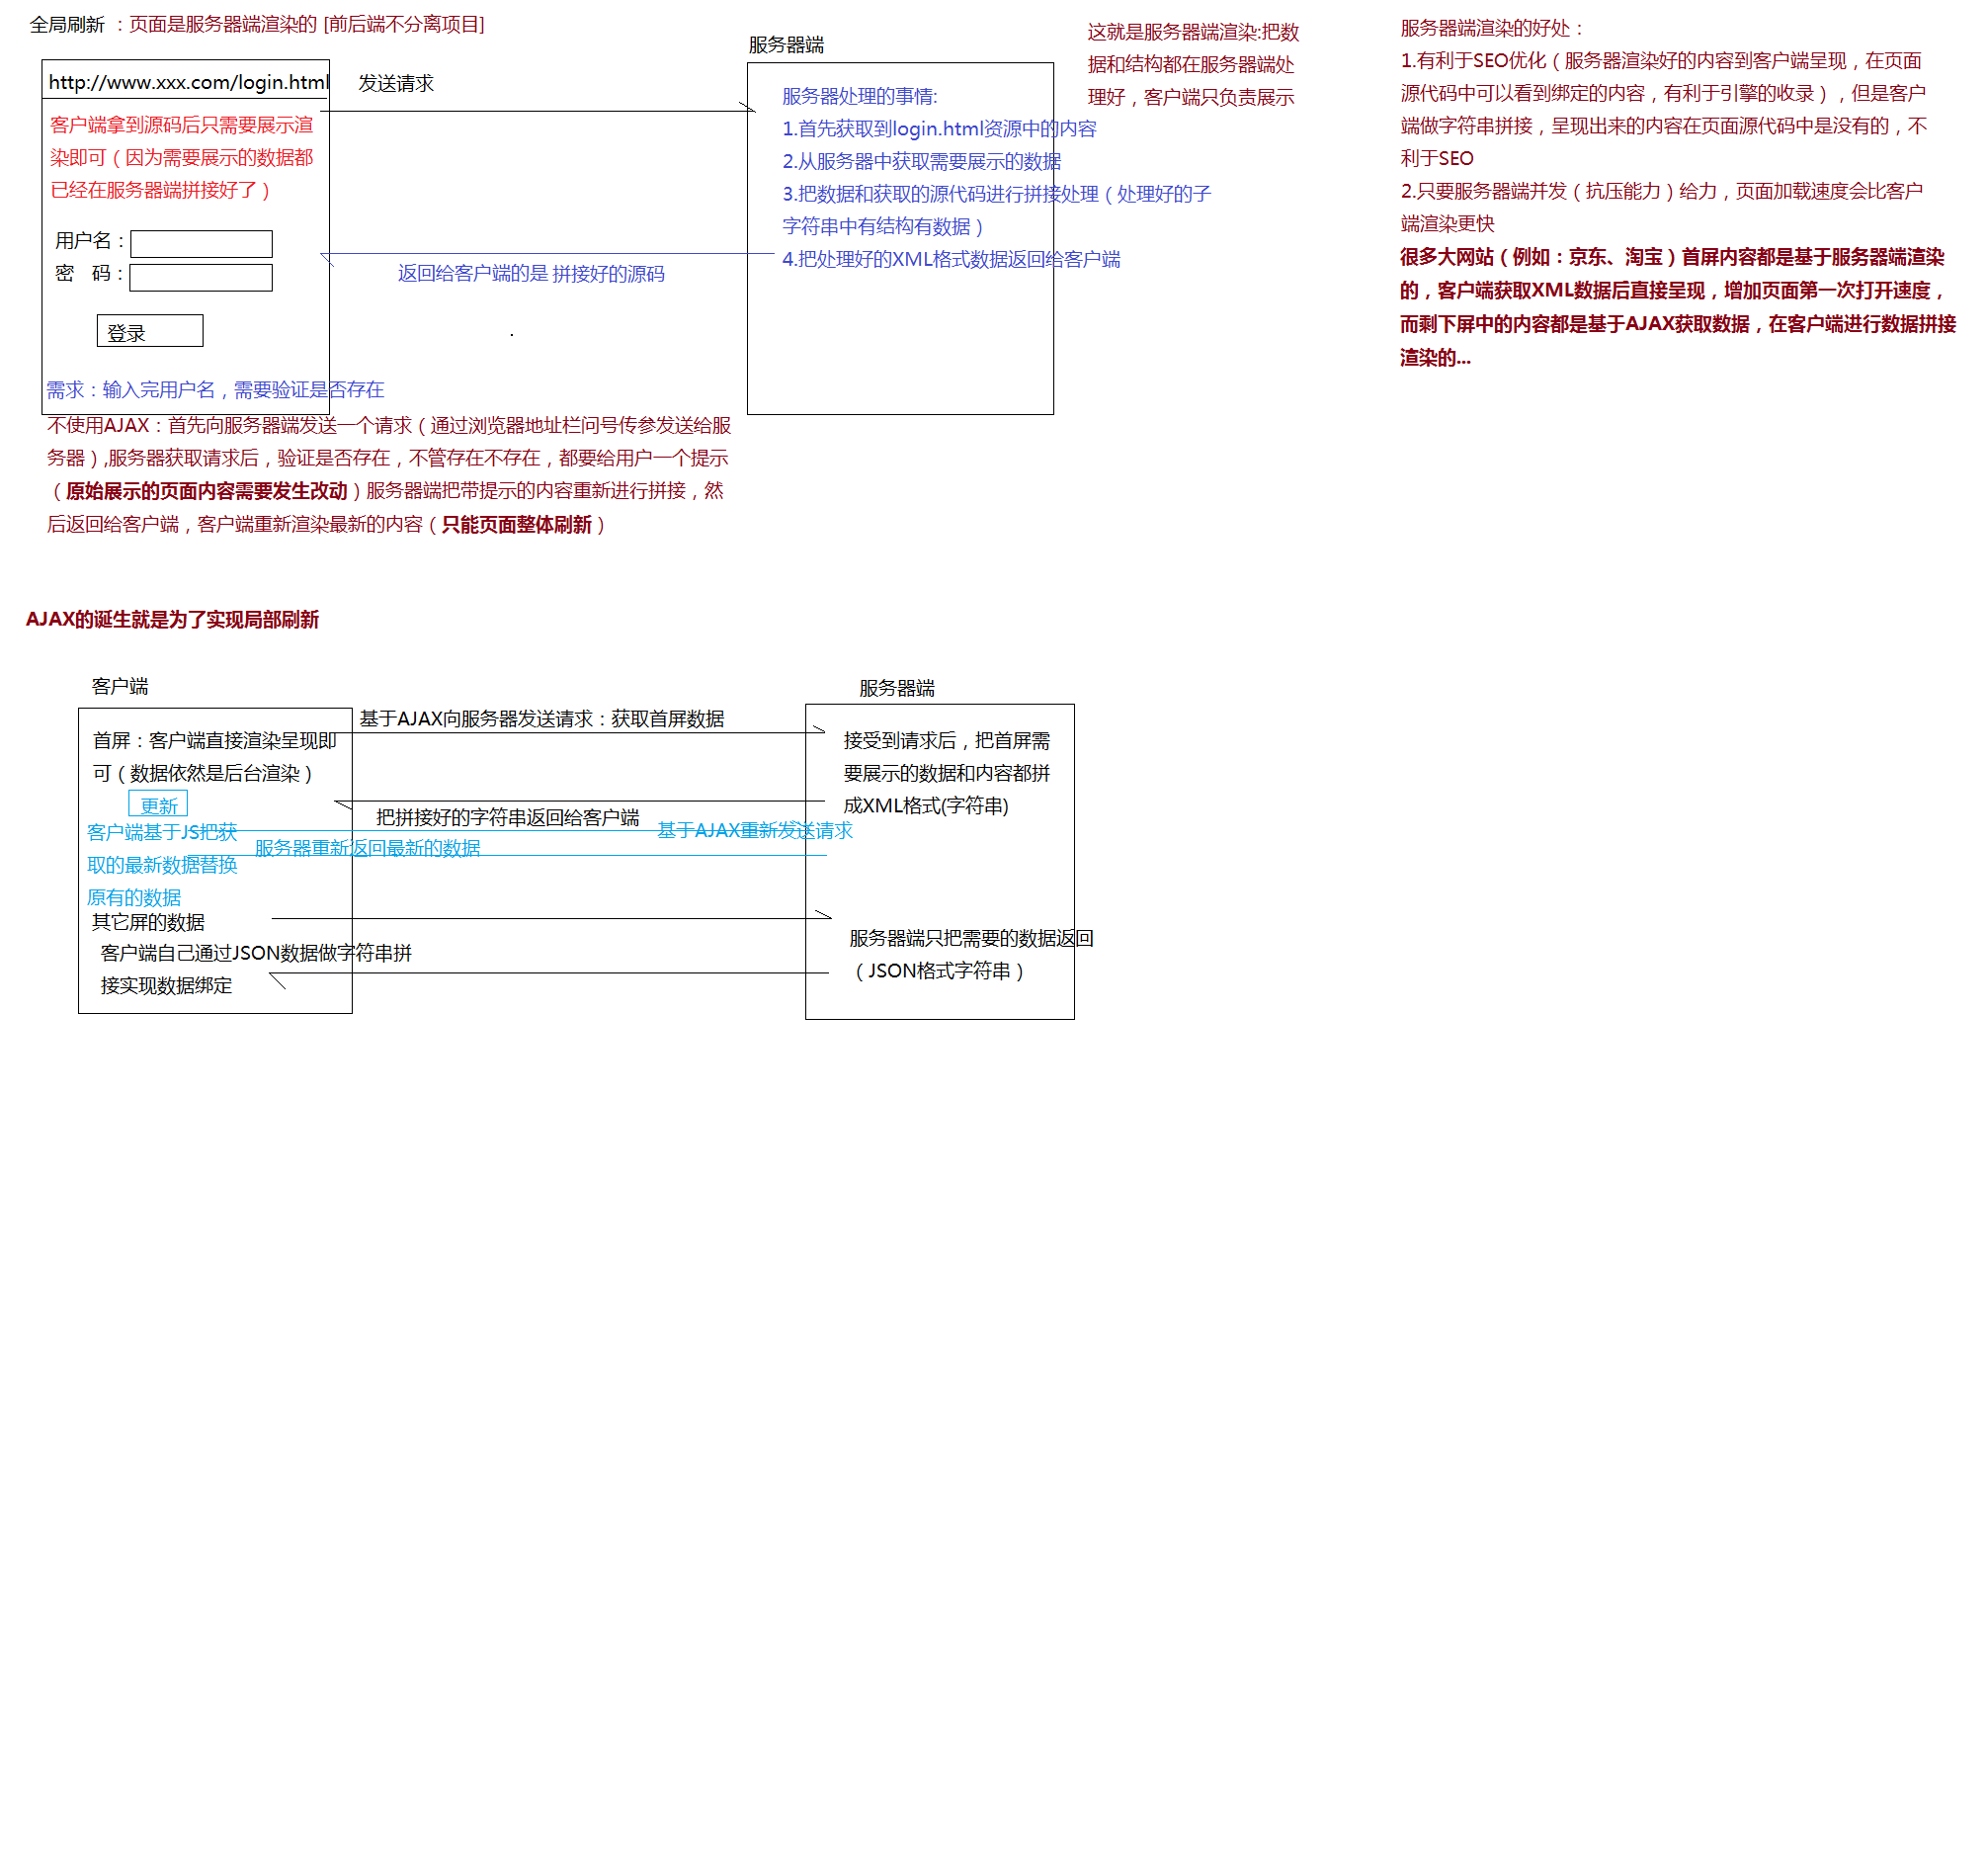 全局刷新 ：页面是服务器端渲染的 [前后端不分离项目]
http://www.xxx.com/login.html
客户端拿到源码后只需要展示渲
染即可（因为需要展示的数据都
已经在服务器端拼接好了）
用户名：
密 码：
登录
需求：输入完用户名，需要验证是否存在
发送请求
返回给客户端的是 拼接好的源码
服务器端
服务器处理的事情:
1.首先获取到login.html资源中的内容
2.从服务器中获取需要展示的数据
3.把数据和获取的源代码进行拼接处理（处理好的子
字符串中有结构有数据）
4.把处理好的XML格式数据返回给客户端
这就是服务器端渲染:把数
据和结构都在服务器端处
理好，客户端只负责展示
服务器端渲染的好处：
1.有利于SEO优化（服务器渲染好的内容到客户端呈现，在页面
源代码中可以看到绑定的内容，有利于引擎的收录），但是客户
端做字符串拼接，呈现出来的内容在页面源代码中是没有的，不
利于SEO
2.只要服务器端并发（抗压能力）给力，页面加载速度会比客户
端渲染更快
很多大网站（例如：京东、淘宝）首屏内容都是基于服务器端渲染
的，客户端获取XML数据后直接呈现，增加页面第一次打开速度，
而剩下屏中的内容都是基于AJAX获取数据，在客户端进行数据拼接
渲染的...
不使用AJAX：首先向服务器端发送一个请求（通过浏览器地址栏问号传参发送给服
务器）,服务器获取请求后，验证是否存在，不管存在不存在，都要给用户一个提示
（原始展示的页面内容需要发生改动）服务器端把带提示的内容重新进行拼接，然
后返回给客户端，客户端重新渲染最新的内容（只能页面整体刷新）
AJAX的诞生就是为了实现局部刷新
客户端
首屏：客户端直接渲染呈现即
可（数据依然是后台渲染）
更新
客户端基于JS把获
取的最新数据替换
原有的数据
其它屏的数据
客户端自己通过JSON数据做字符串拼
接实现数据绑定
基于AJAX向服务器发送请求：获取首屏数据
把拼接好的字符串返回给客户端
基于AJAX重新发送请求
服务器重新返回最新的数据
服务器端
接受到请求后，把首屏需
要展示的数据和内容都拼
成XML格式(字符串)
服务器端只把需要的数据返回
（JSON格式字符串）